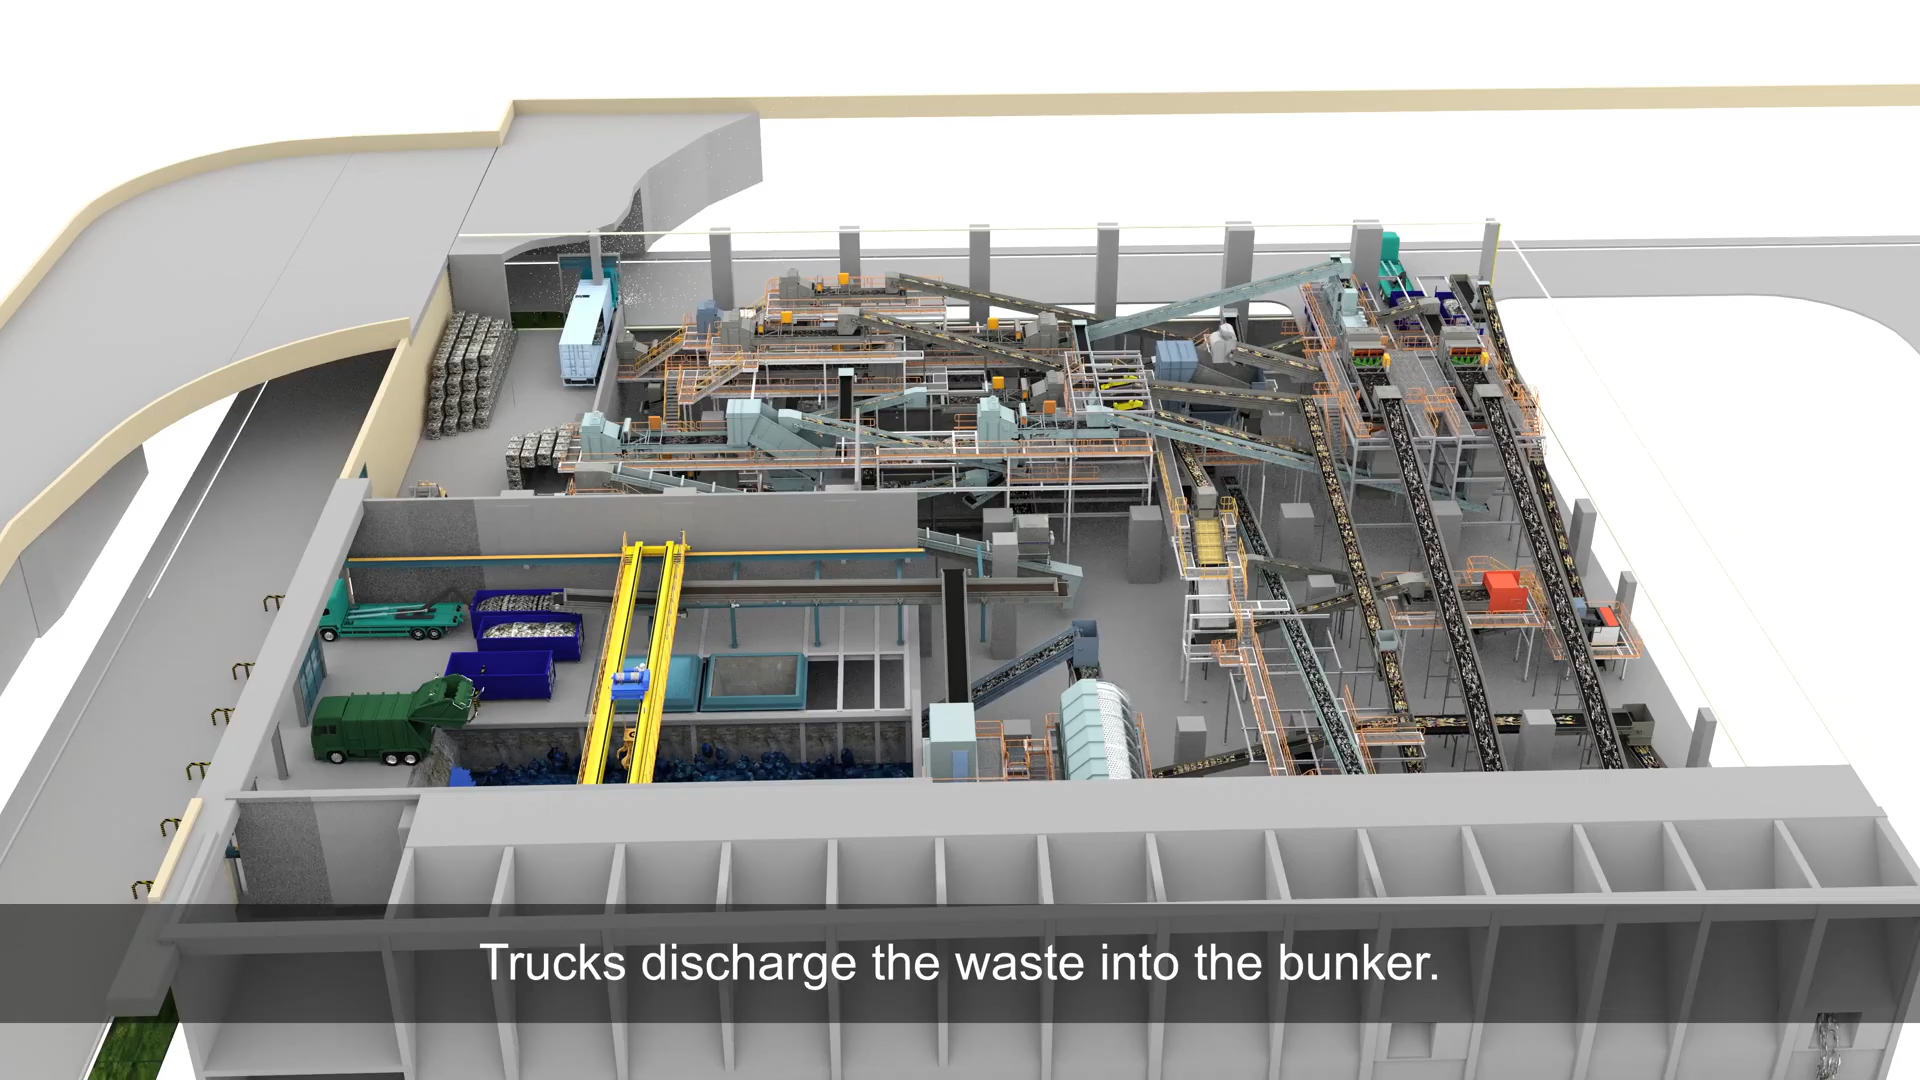 Trucks discharge the waste into the bunker.